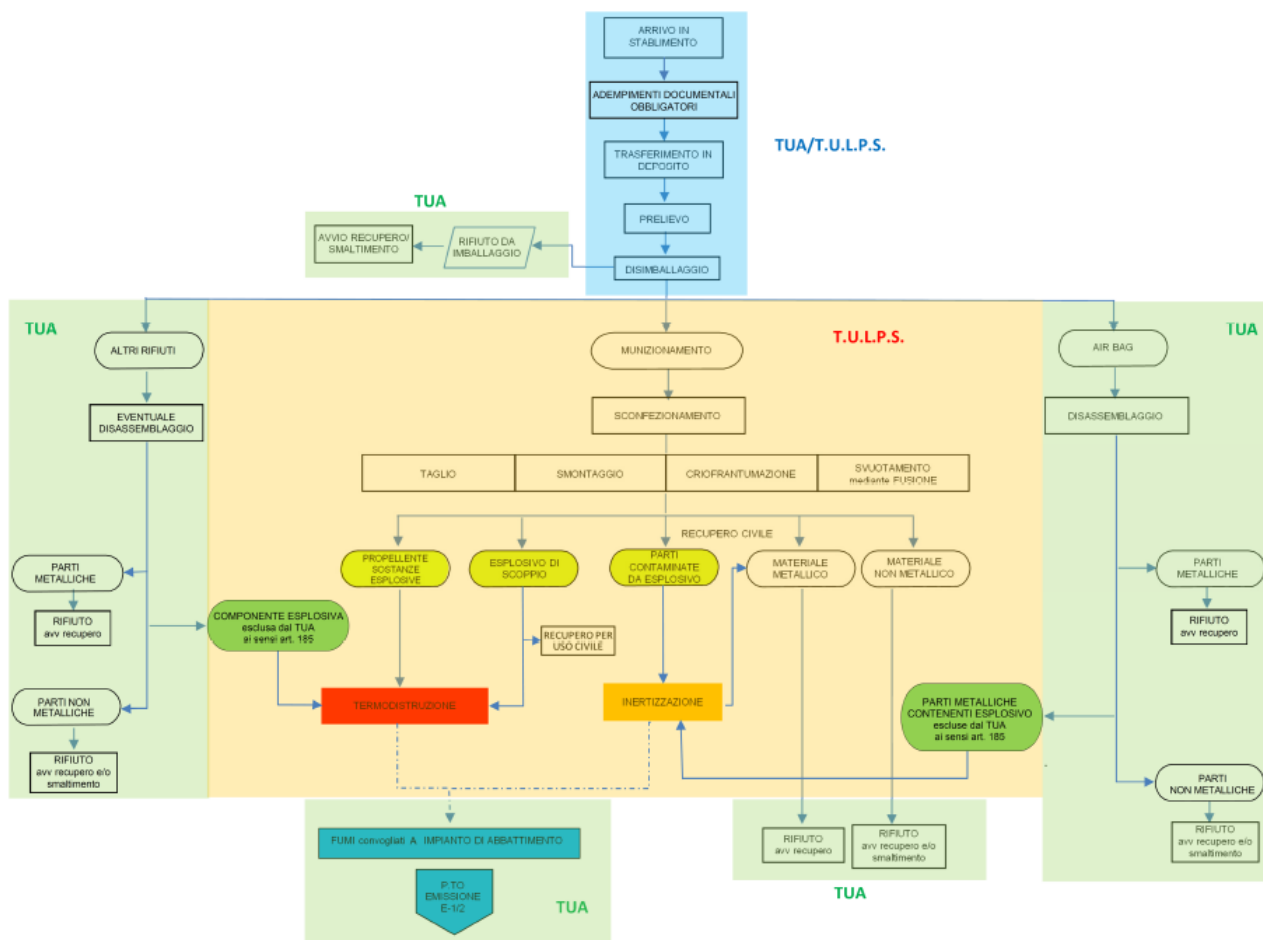 ARRIVO IN
STABLIMENTO
ADEMPIMENTI DOCUMENTALI
OBBLIGATORI
TUA/T.U.L.P.S.
TRASFERIMENTO IN
DEPOSITO
TUA
PRELIEVO
AVVIO RECUPERO/
SMALTIMENTO
RIFIUTO DA
IMBALLAGGIO
DISIMBALLAGGIO
TUA
T.U.L.P.S.
TUA
ALTRI RIFIUTI
MUNIZIONAMENTO
AIR BAG
EVENTUALE
DISASSEMBLAGGIO
SCONFEZIONAMENTO
DISASSEMBLAGGIO
TAGLIO
SMONTAGGIO
CRIOFRANTUMAZIONE
SVUOTAMENTO
mediante FUSIONE
RECUPERO CIVILE
PROPELLENTE
SOSTANZE
ESPLOSIVE
ESPLOSIVO DI
SCOPPIO
PARTI
CONTAMINATE
DA ESPLOSIVO
MATERIALE
METALLICO
MATERIALE
NON METALLICO
PARTI
METALLICHE
PARTI
METALLICHE
RIFIUTO
avv recupero
COMPONENTE ESPLOSIVA
esclusa dal TUA
ai sensi art. 185
RECUPERO PER
USO CIVILE
RIFIUTO
avv recupero
PARTI NON
METALLICHE
TERMODISTRUZIONE
INERTIZZAZIONE
PARTI METALLICHE
CONTENENTI ESPLOSIVO
escluse dal TUA
ai sensi art. 185
RIFIUTO
avv recupero e/o
smaltimento
PARTI
NON METALLICHE
FUMI convogliati A IMPIANTO DI ABBATTIMENTO
RIFIUTO
avv recupero
RIFIUTO
avv recupero e/o
smaltimento
RIFIUTO
avv recupero e/o
smaltimento
P.TO
EMISSIONE
E-1/2
TUA
TUA